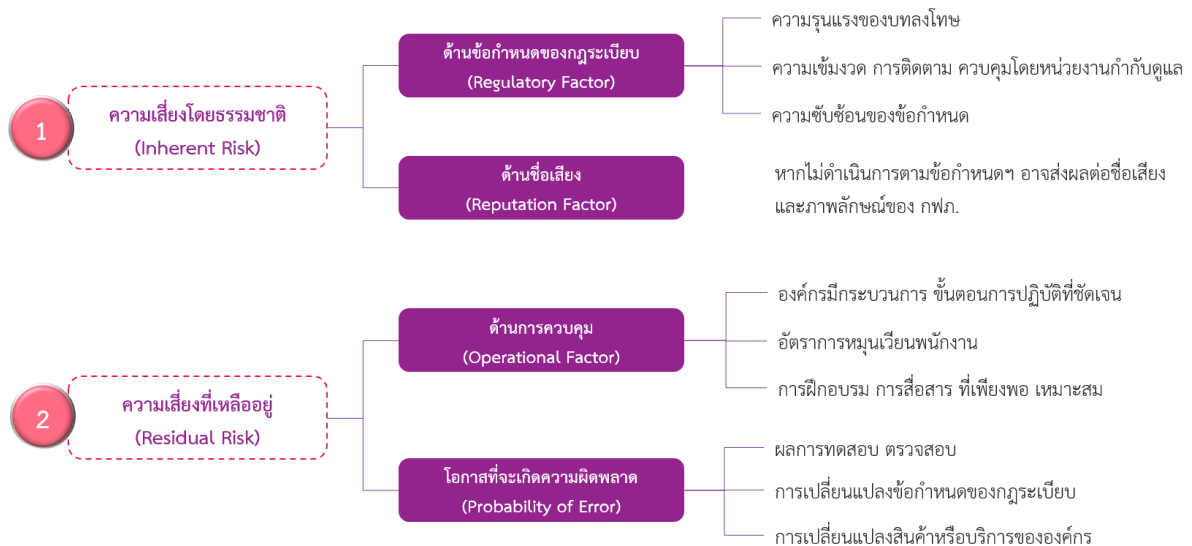 1
ความเสี่ยงโดยธรรมชาติ
(Inherent Risk)
ด้านข้อกำหนดของกฎระเบียบ
(Regulatory Factor)
ความรุนแรงของบทลงโทษ
ความเข้มงวด การติดตาม ควบคุมโดยหน่วยงานกำกับดูแล
ความซับซ้อนของข้อกำหนด
ด้านชื่อเสียง
(Reputation Factor)
หากไม่ดำเนินการตามข้อกำหนดฯ อาจส่งผลต่อชื่อเสียง
และภาพลักษณ์ของ กฟภ.
2
ความเสี่ยงที่เหลืออยู่
(Residual Risk)
ด้านการควบคุม
(Operational Factor)
องค์กรมีกระบวนการ ขั้นตอนการปฏิบัติที่ชัดเจน
อัตราการหมุนเวียนพนักงาน
การฝึกอบรม การสื่อสาร ที่เพียงพอ เหมาะสม
โอกาสที่จะเกิดความผิดพลาด
(Probability of Error)
ผลการทดสอบ ตรวจสอบ
การเปลี่ยนแปลงข้อกำหนดของกฎระเบียบ
การเปลี่ยนแปลงสินค้าหรือบริการขององค์กร